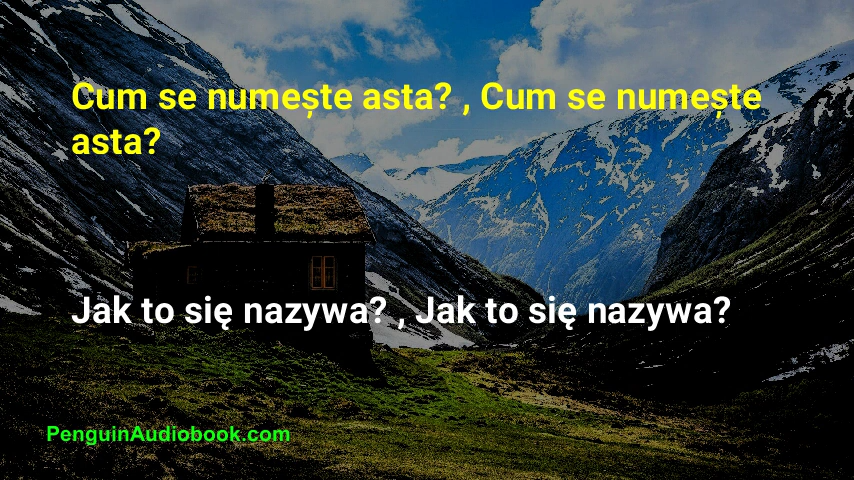 Cum se numește asta? , Cum se numește
asta?
Jak to się nazywa? , Jak to się nazywa?
PenguinAudiobook.com